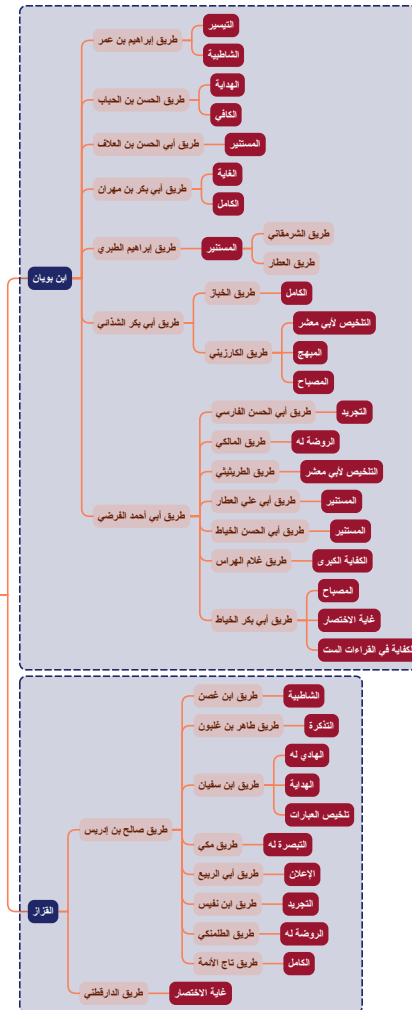 ابن بويان
طريق إبراهيم بن عمر
التيسير
الشاطبية
طريق الحسن بن الحباب
الهداية
الكافي
طريق أبي الحسن بن العلاف
المستنير
طريق أبي بكر بن مهران
الغاية
الكامل
طريق إبراهيم الطبري
المستنير
طريق الشرمقاني
طريق العطار
طريق أبي بكر الشذائي
طريق الخباز
الكامل
طريق الكارزيني
التلخيص لأبي معشر
المبهج
المصباح
طريق أبي أحمد الفرضي
طريق أبي الحسن الفارسي
التجريد
طريق المالكي
الروضة له
طريق الطريثيثي
التلخيص لأبي معشر
طريق أبي علي العطار
المستنير
طريق أبي الحسن الخياط
المستنير
طريق غلام الهراس
الكفاية الكبرى
طريق أبي بكر الخياط
المصباح
غاية الاختصار
الكفاية في القراءات الست
القزاز
طريق صالح بن إدريس
طريق ابن غصن
الشاطبية
طريق طاهر بن غلبون
التذكرة
طريق ابن سفيان
الهادي له
الهداية
تلخيص العبارات
طريق مكي
التبصرة له
طريق أبي الربيع
الإعلان
طريق ابن نفيس
التجريد
طريق الطلمنكي
الروضة له
طريق تاج الأئمة
الكامل
طريق الدارقطني
غاية الاختصار